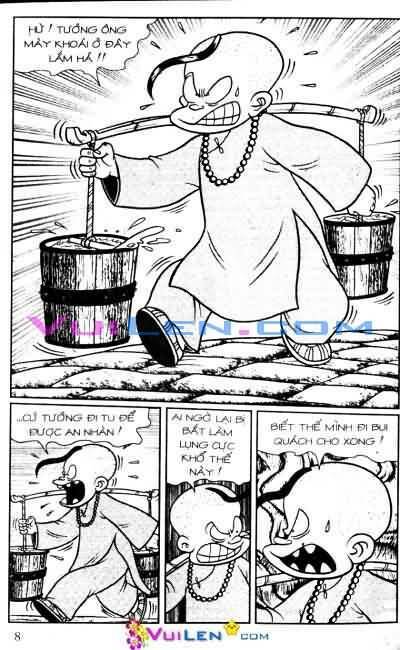 HỪ ! TƯỞNG ÔNG
MÀY KHOÁI Ở ĐÂY
LẮM HẢ !!
VuiLen.com
...CỨ TƯỞNG ĐI TU ĐỂ
ĐƯỢC AN NHÀN !
AI NGỜ LẠI BỊ
BẮT LÀM
LỤNG CỰC
KHỔ THẾ
NÀY !
BIẾT THẾ MÌNH ĐI BỤI
QUÁCH CHO XONG !
8
VuiLen.com